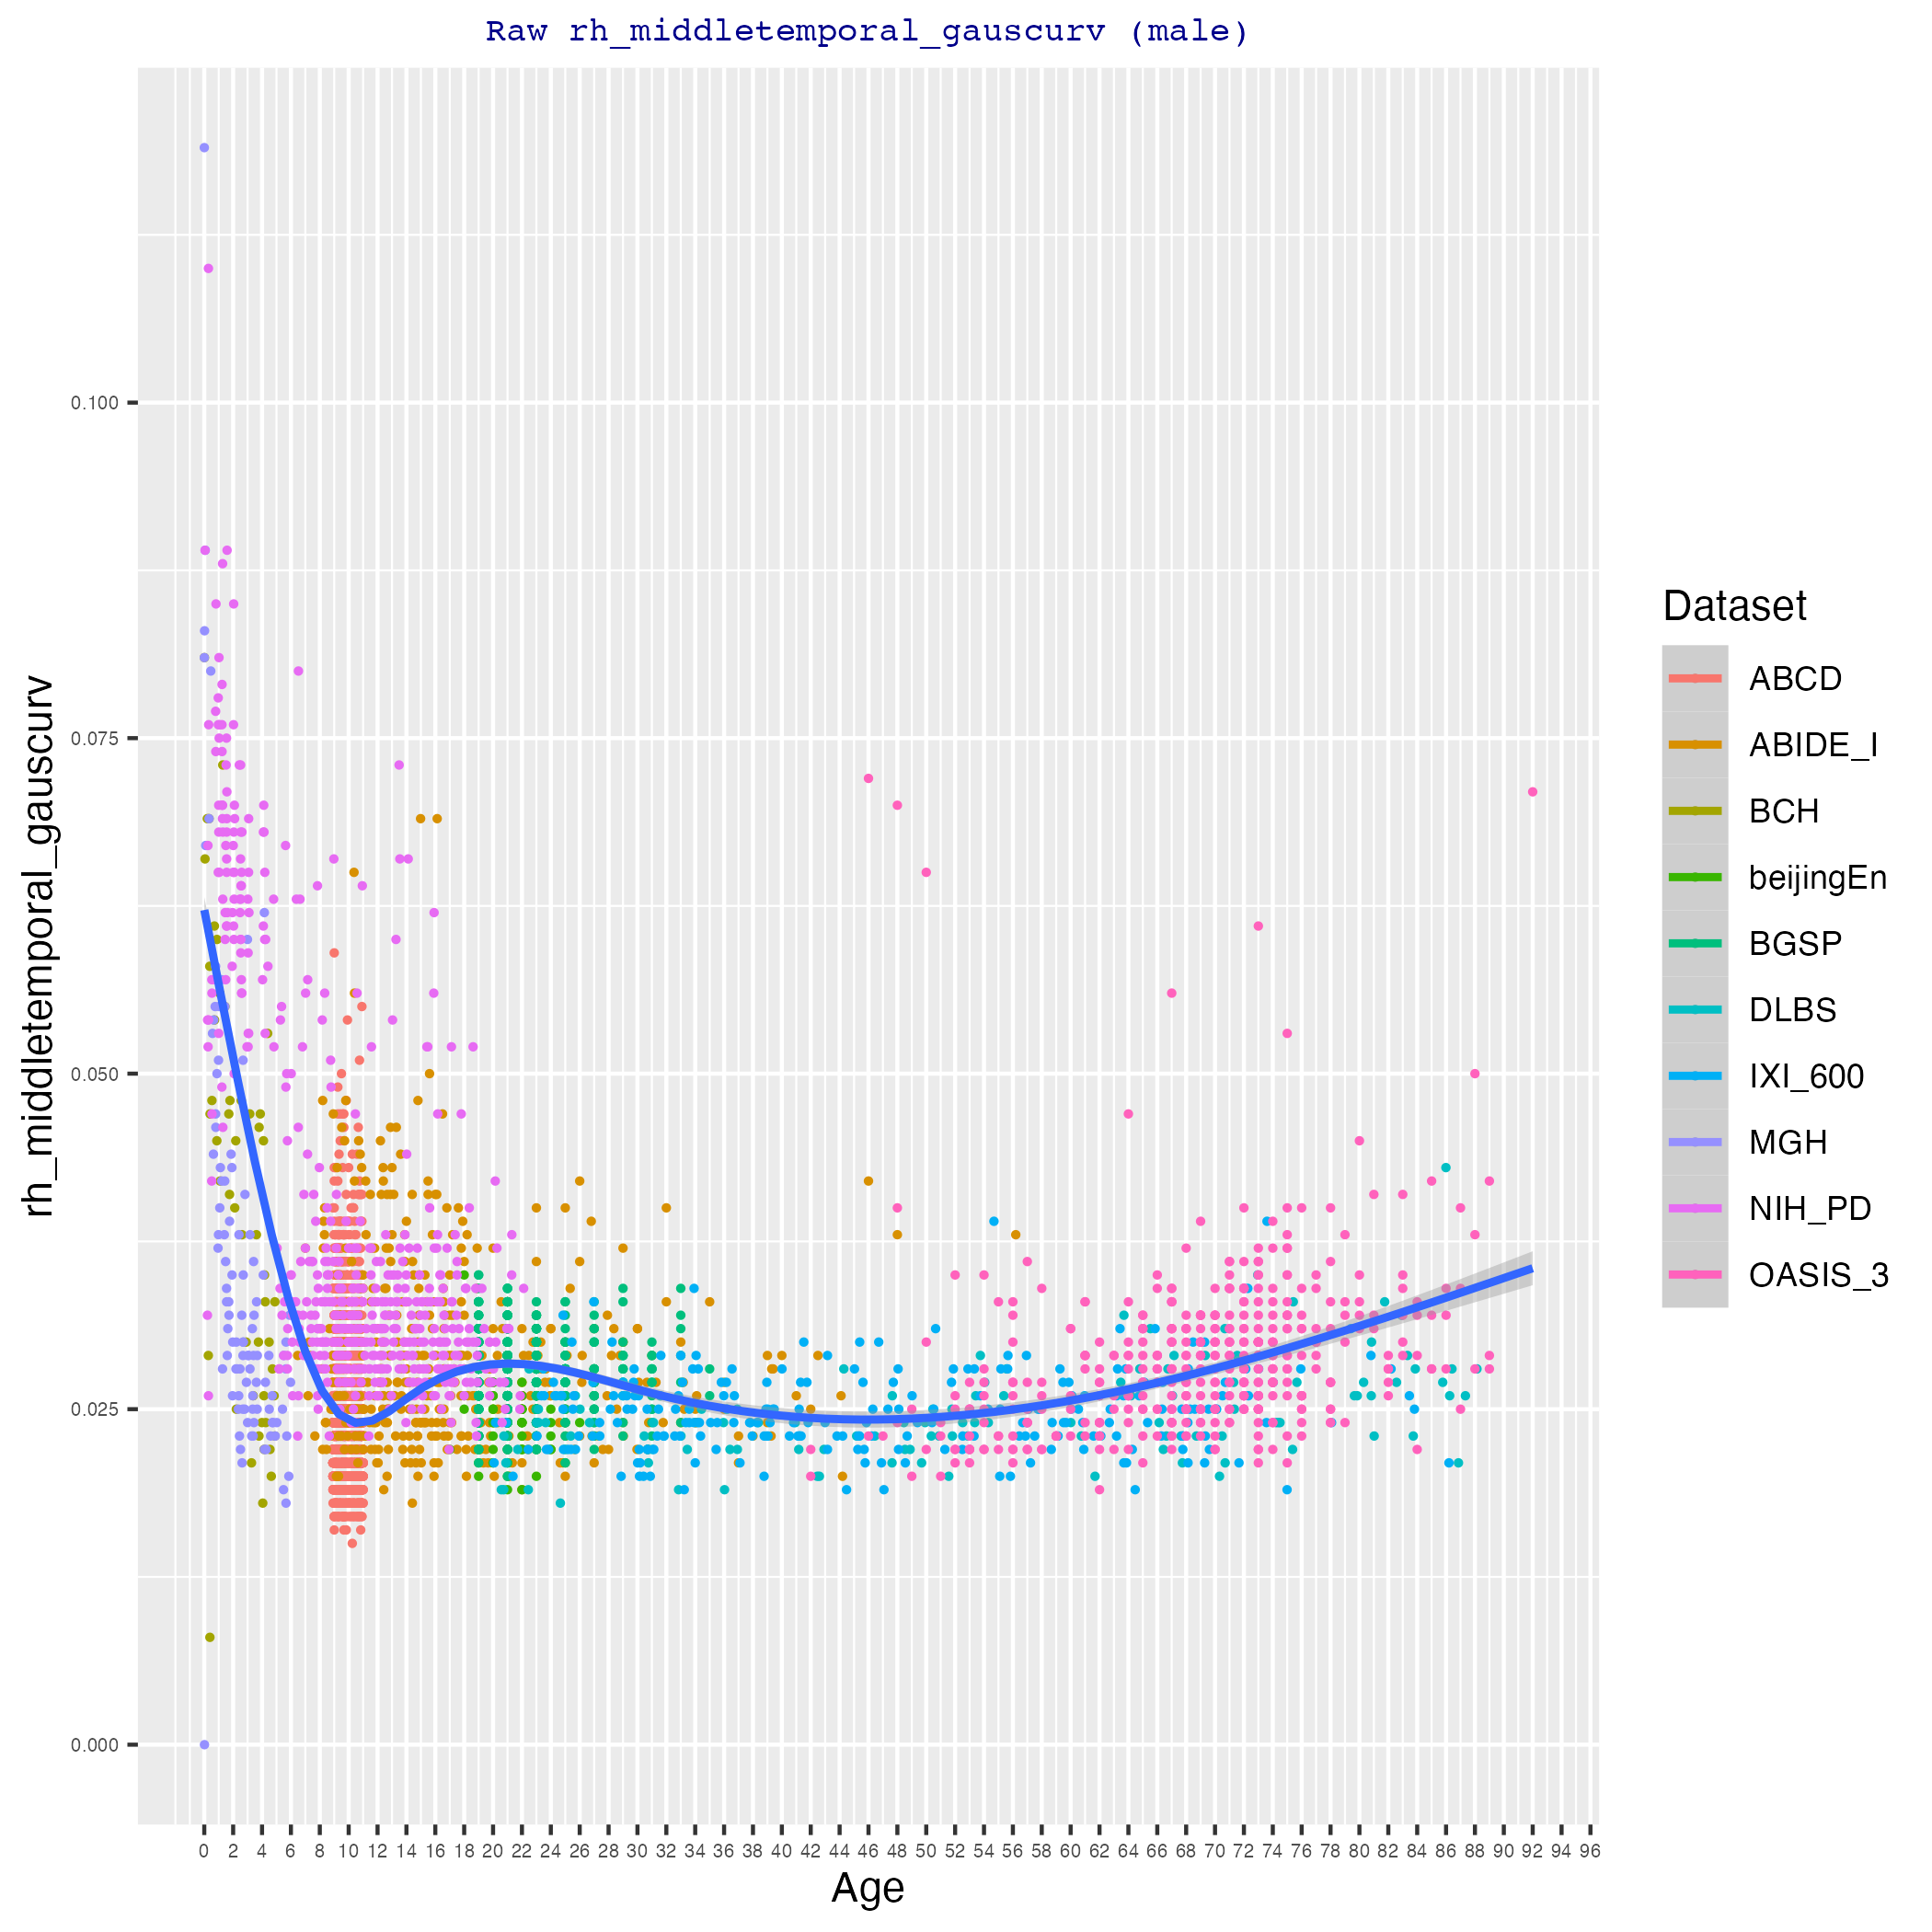 Raw rh_middletemporal_gauscurv (male)
rh_middletemporal_gauscurv
0.100
0.075
0.050
0.025
0.000
0 2 4 6 8 10 12 14 16 18 20 22 24 26 28 30 32 34 36 38 40 42 44 46 48 50 52 54 56 58 60 62 64 66 68 70 72 74 76 78 80 82 84 86 88 90 92 94 96
Age
Dataset
ABCD
ABIDE_I
BCH
beijingEn
BGSP
DLBS
IXI_600
MGH
NIH_PD
OASIS_3